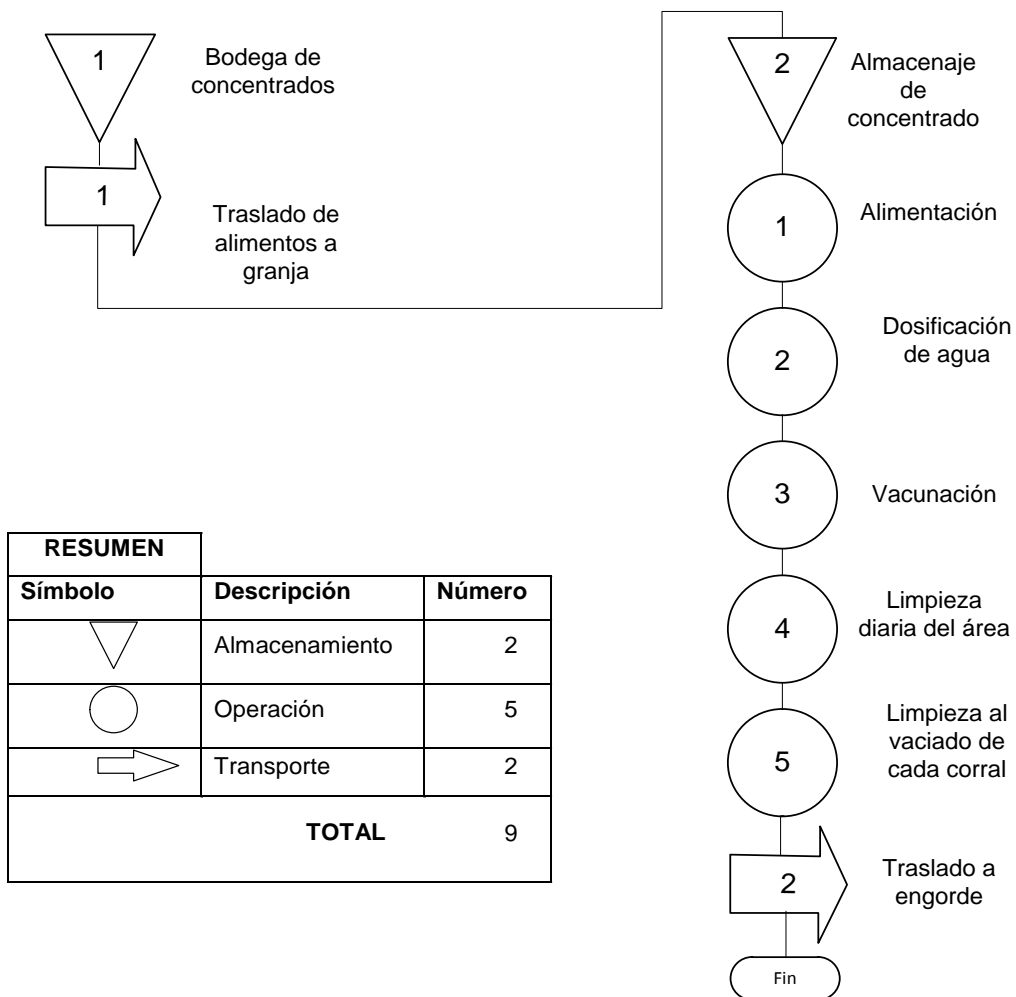 1
Bodega de
concentrados
1
Traslado de
alimentos a
granja
2
Almacenaje
de
concentrado
1
Alimentación
2
Dosificación
de agua
3
Vacunación
4
Limpieza
diaria del área
5
Limpieza al
vaciado de
cada corral
2
Traslado a
engorde
Fin
RESUMEN
Símbolo Descripción Número
Almacenamiento 2
Operación 5
Transporte 2
TOTAL 9